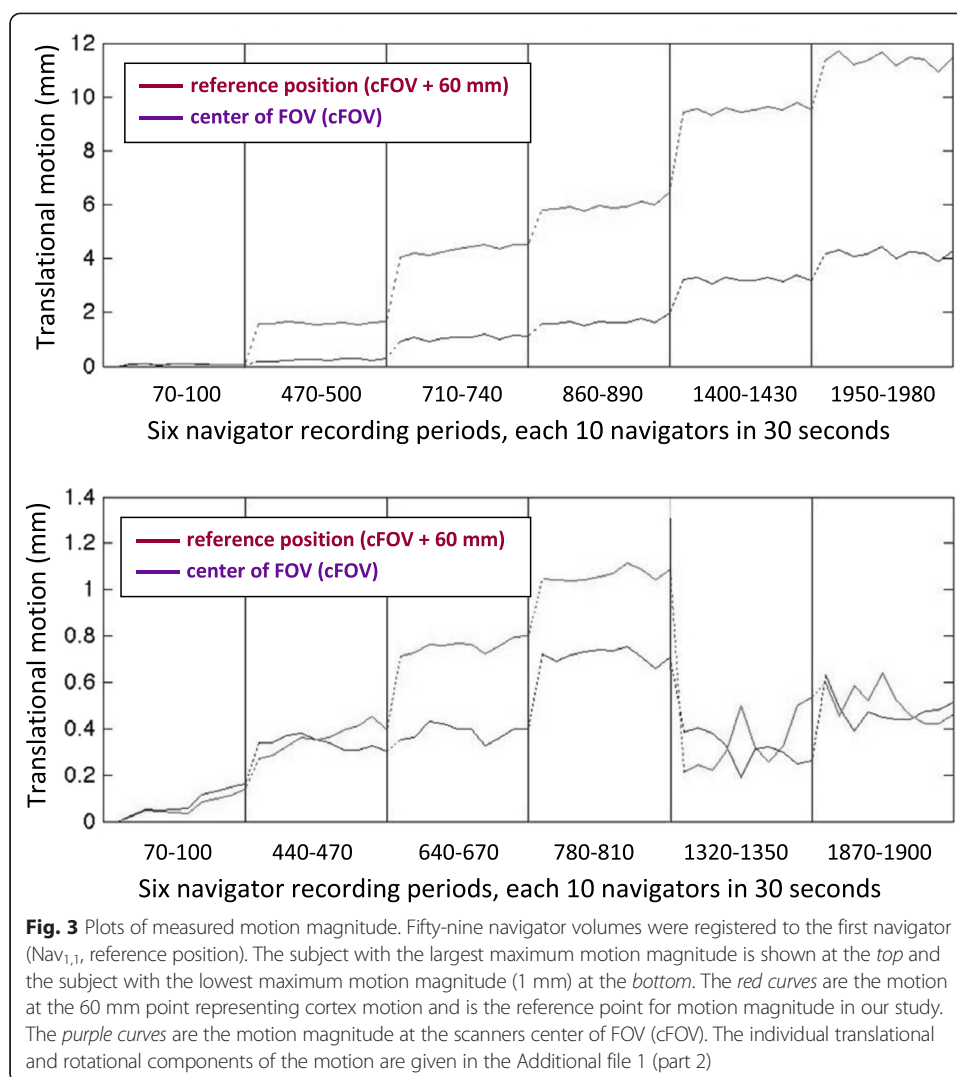 12
10
8
6
4
2
0
Translational motion (mm)
reference position (cFOV + 60 mm)
center of FOV (cFOV)
70-100 470-500 710-740 860-890 1400-1430 1950-1980
Six navigator recording periods, each 10 navigators in 30 seconds
1.4
1.2
1
0.8
0.6
0.4
0.2
0
Translational motion (mm)
reference position (cFOV + 60 mm)
center of FOV (cFOV)
70-100 440-470 640-670 780-810 1320-1350 1870-1900
Six navigator recording periods, each 10 navigators in 30 seconds
Fig. 3 Plots of measured motion magnitude. Fifty-nine navigator volumes were registered to the first navigator
(Nav1,1, reference position). The subject with the largest maximum motion magnitude is shown at the top and
the subject with the lowest maximum motion magnitude (1 mm) at the bottom. The red curves are the motion
at the 60 mm point representing cortex motion and is the reference point for motion magnitude in our study.
The purple curves are the motion magnitude at the scanners center of FOV (cFOV). The individual translational
and rotational components of the motion are given in the Additional file 1 (part 2)